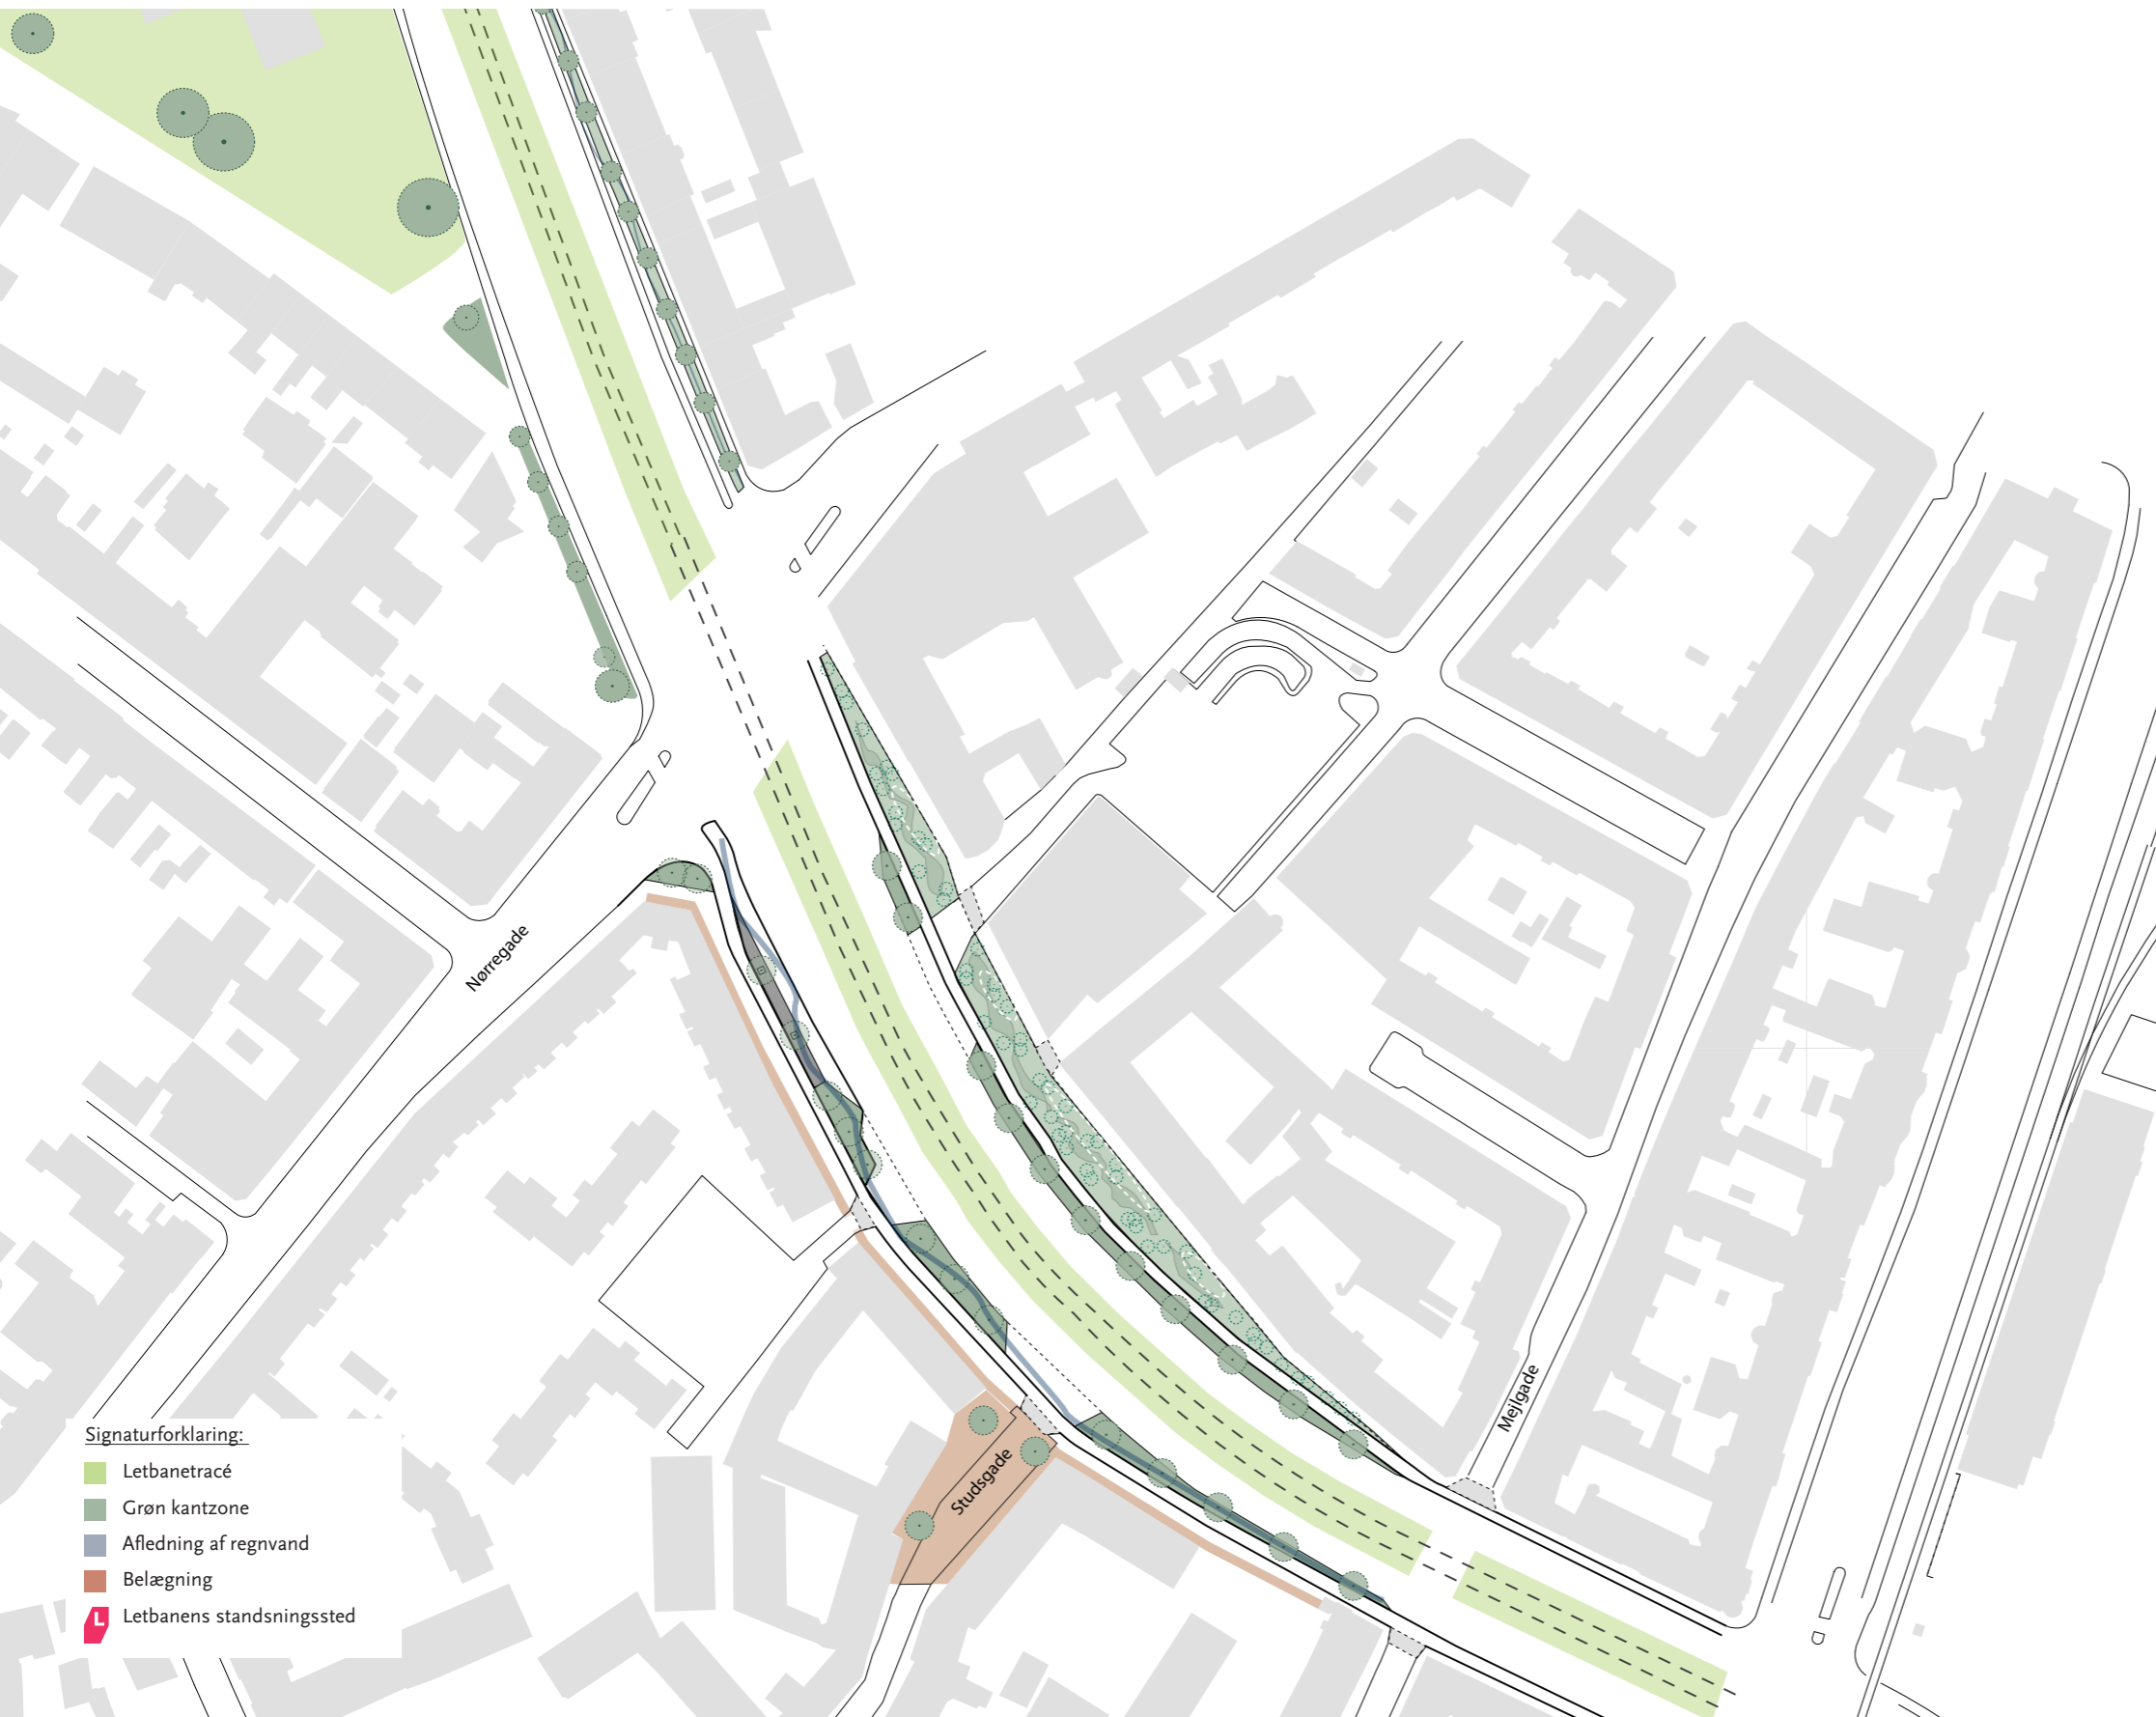 Nørregade
Mejlgade
Studsgade
Signaturforklaring:
Letbanetracé
Grøn kantzone
Afledning af regnvand
Belægning
L Letbanens standsningssted